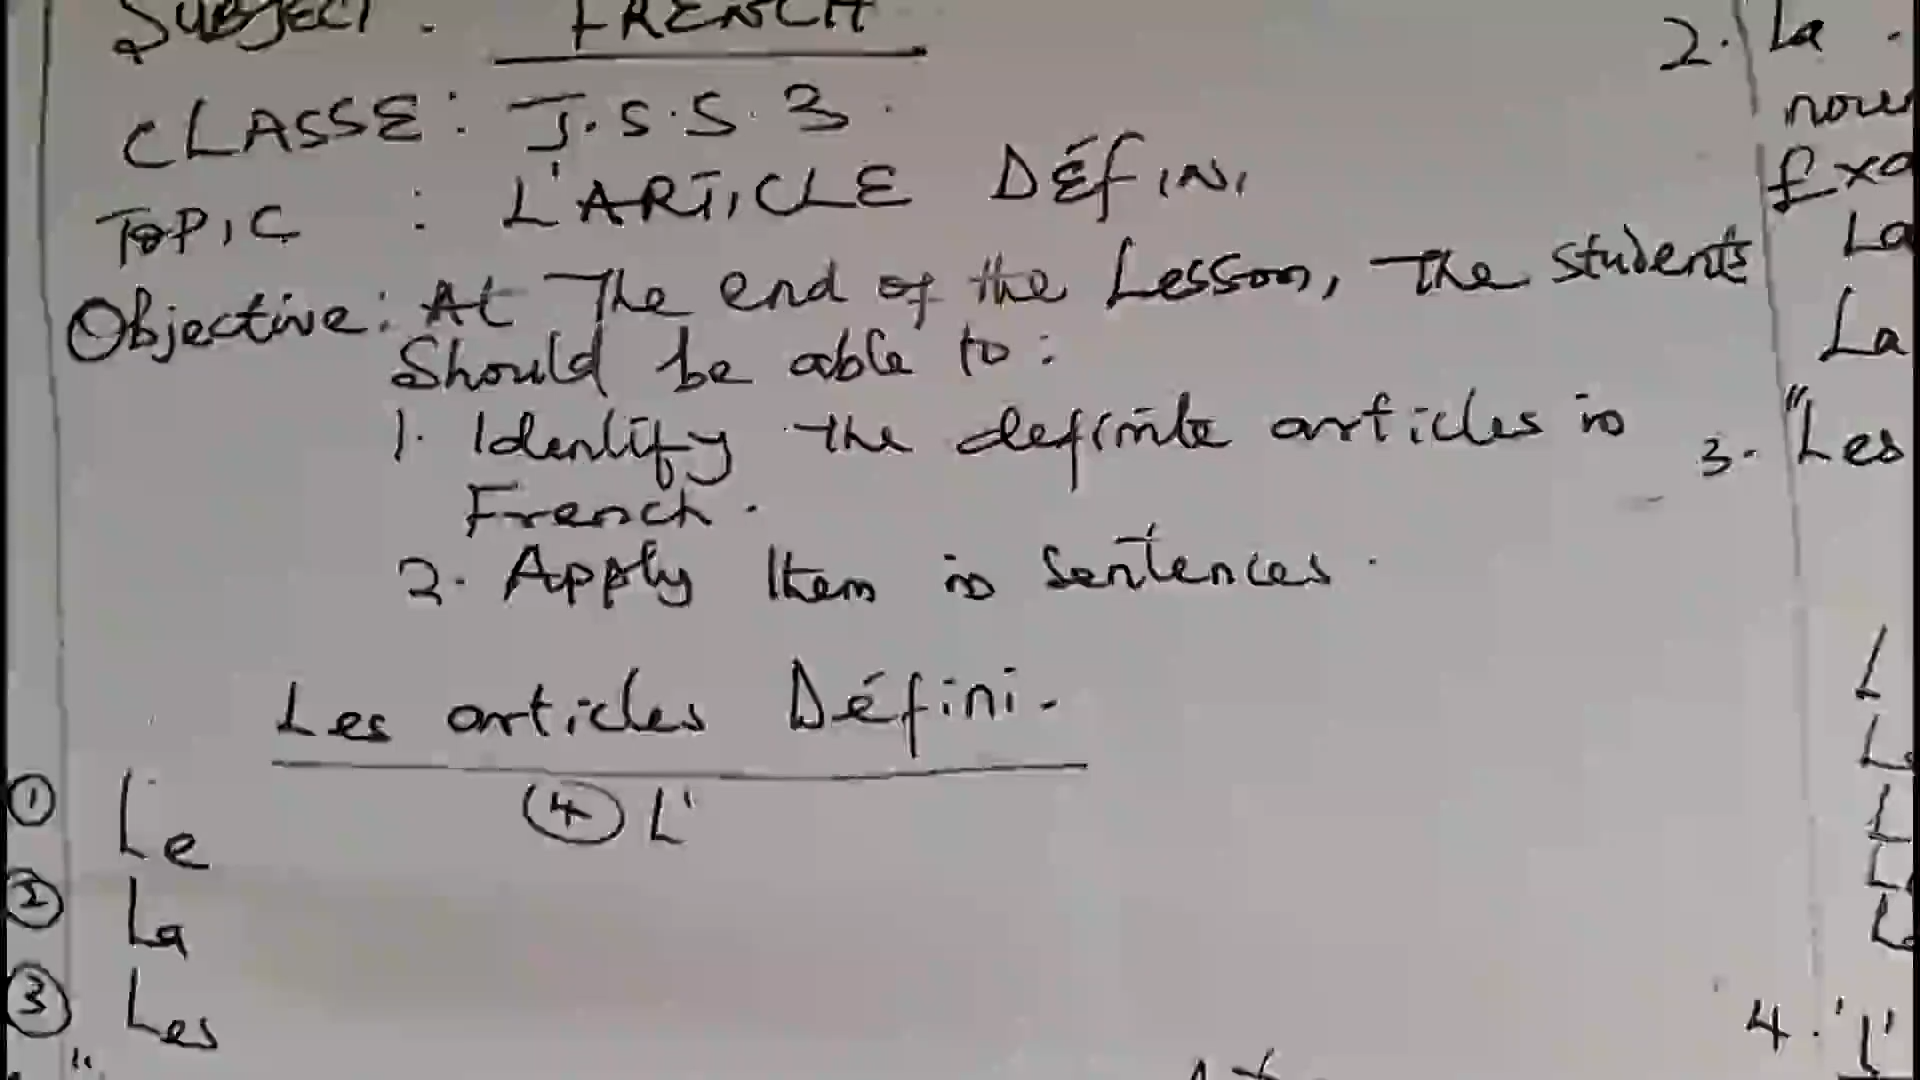 SUBJECT : FRENCH
CLASSE : J.S.S. 3.
TOPIC : L'ARTICLE DÉFINI
Objective : At The end of the Lesson, The students
Should be able to :
1. Identify the definite articles in
French.
2. Apply them in Sentences.
Les articles Défini.
① Le
④ L'
② La
③ Les
2. La
La
La
3. "Les
4. 'L'